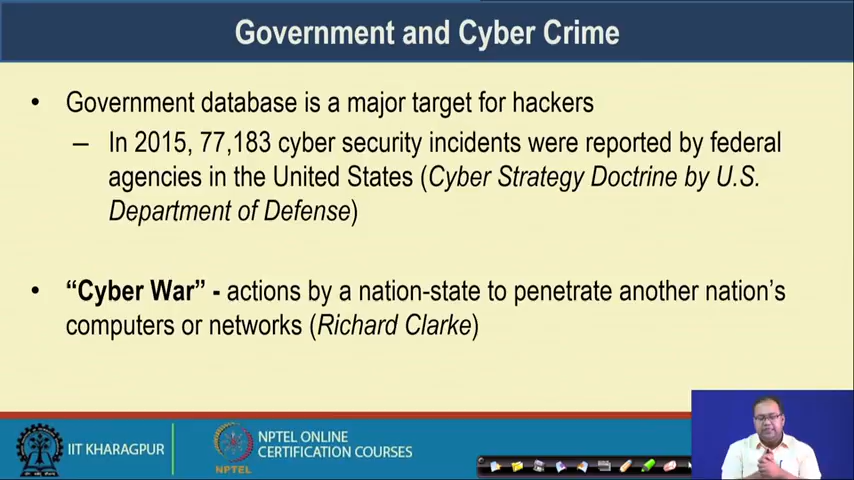 Government and Cyber Crime
• Government database is a major target for hackers
– In 2015, 77,183 cyber security incidents were reported by federal
agencies in the United States (Cyber Strategy Doctrine by U.S.
Department of Defense)
• “Cyber War” - actions by a nation-state to penetrate another nation’s
computers or networks (Richard Clarke)
IIT KHARAGPUR
NPTEL
NPTEL ONLINE
CERTIFICATION COURSES